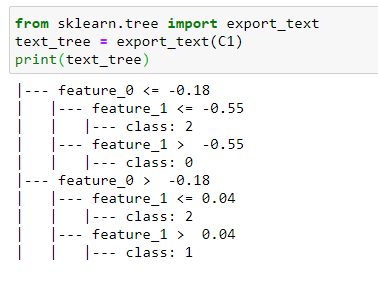 from sklearn.tree import export_text
text_tree = export_text(C1)
print(text_tree)
|--- feature_0 <= -0.18
|   |--- feature_1 <= -0.55
|   |   |--- class: 2
|   |--- feature_1 >  -0.55
|   |   |--- class: 0
|--- feature_0 >  -0.18
|   |--- feature_1 <= 0.04
|   |   |--- class: 2
|   |--- feature_1 >  0.04
|   |   |--- class: 1